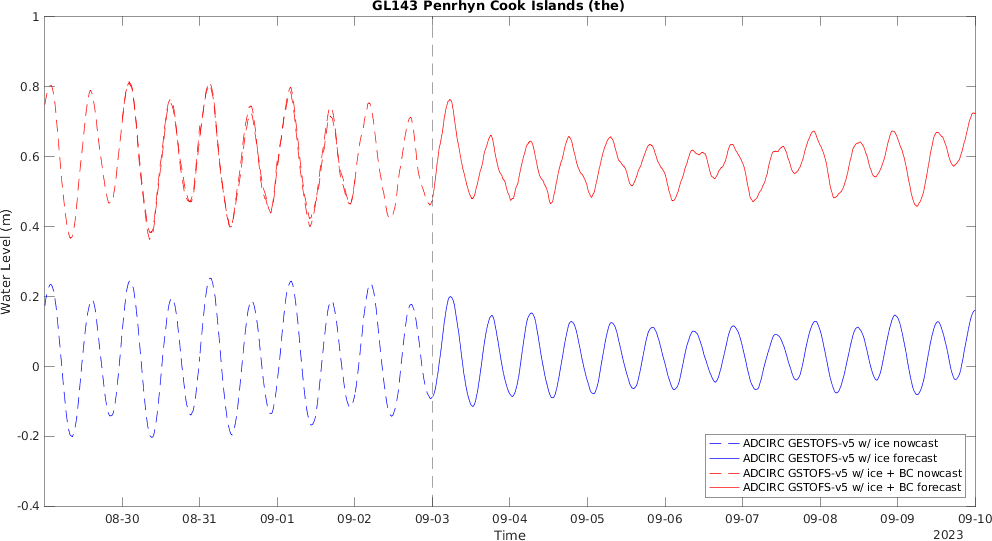 GL143 Penrhyn Cook Islands (the)
1
0.8
0.6
0.4
0.2
0
-0.2
-0.4
Water Level (m)
ADCIRC GESTOFS-v5 w/ ice nowcast
ADCIRC GESTOFS-v5 w/ ice forecast
ADCIRC GSTOFS-v5 w/ ice + BC nowcast
ADCIRC GSTOFS-v5 w/ ice + BC forecast
08-30 08-31 09-01 09-02 09-03 09-04 09-05 09-06 09-07 09-08 09-09 09-10
Time
2023